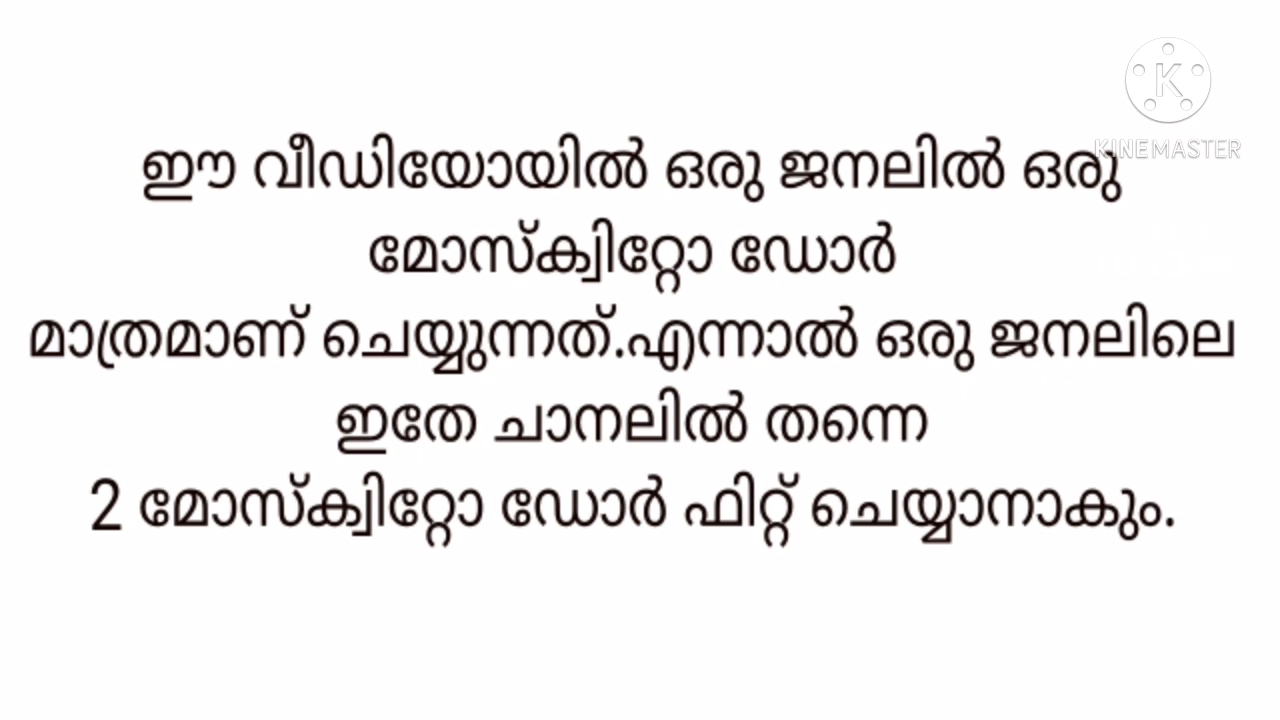 ഈ വീഡിയോയിൽ ഒരു ജനലിൽ ഒരു
മോസ്ക്വിറ്റോ ഡോർ
മാത്രമാണ് ചെയ്യുന്നത്.എന്നാൽ ഒരു ജനലിലെ
ഇതേ ചാനലിൽ തന്നെ
2 മോസ്ക്വിറ്റോ ഡോർ ഫിറ്റ് ചെയ്യാനാകും.
K
KINEMASTER